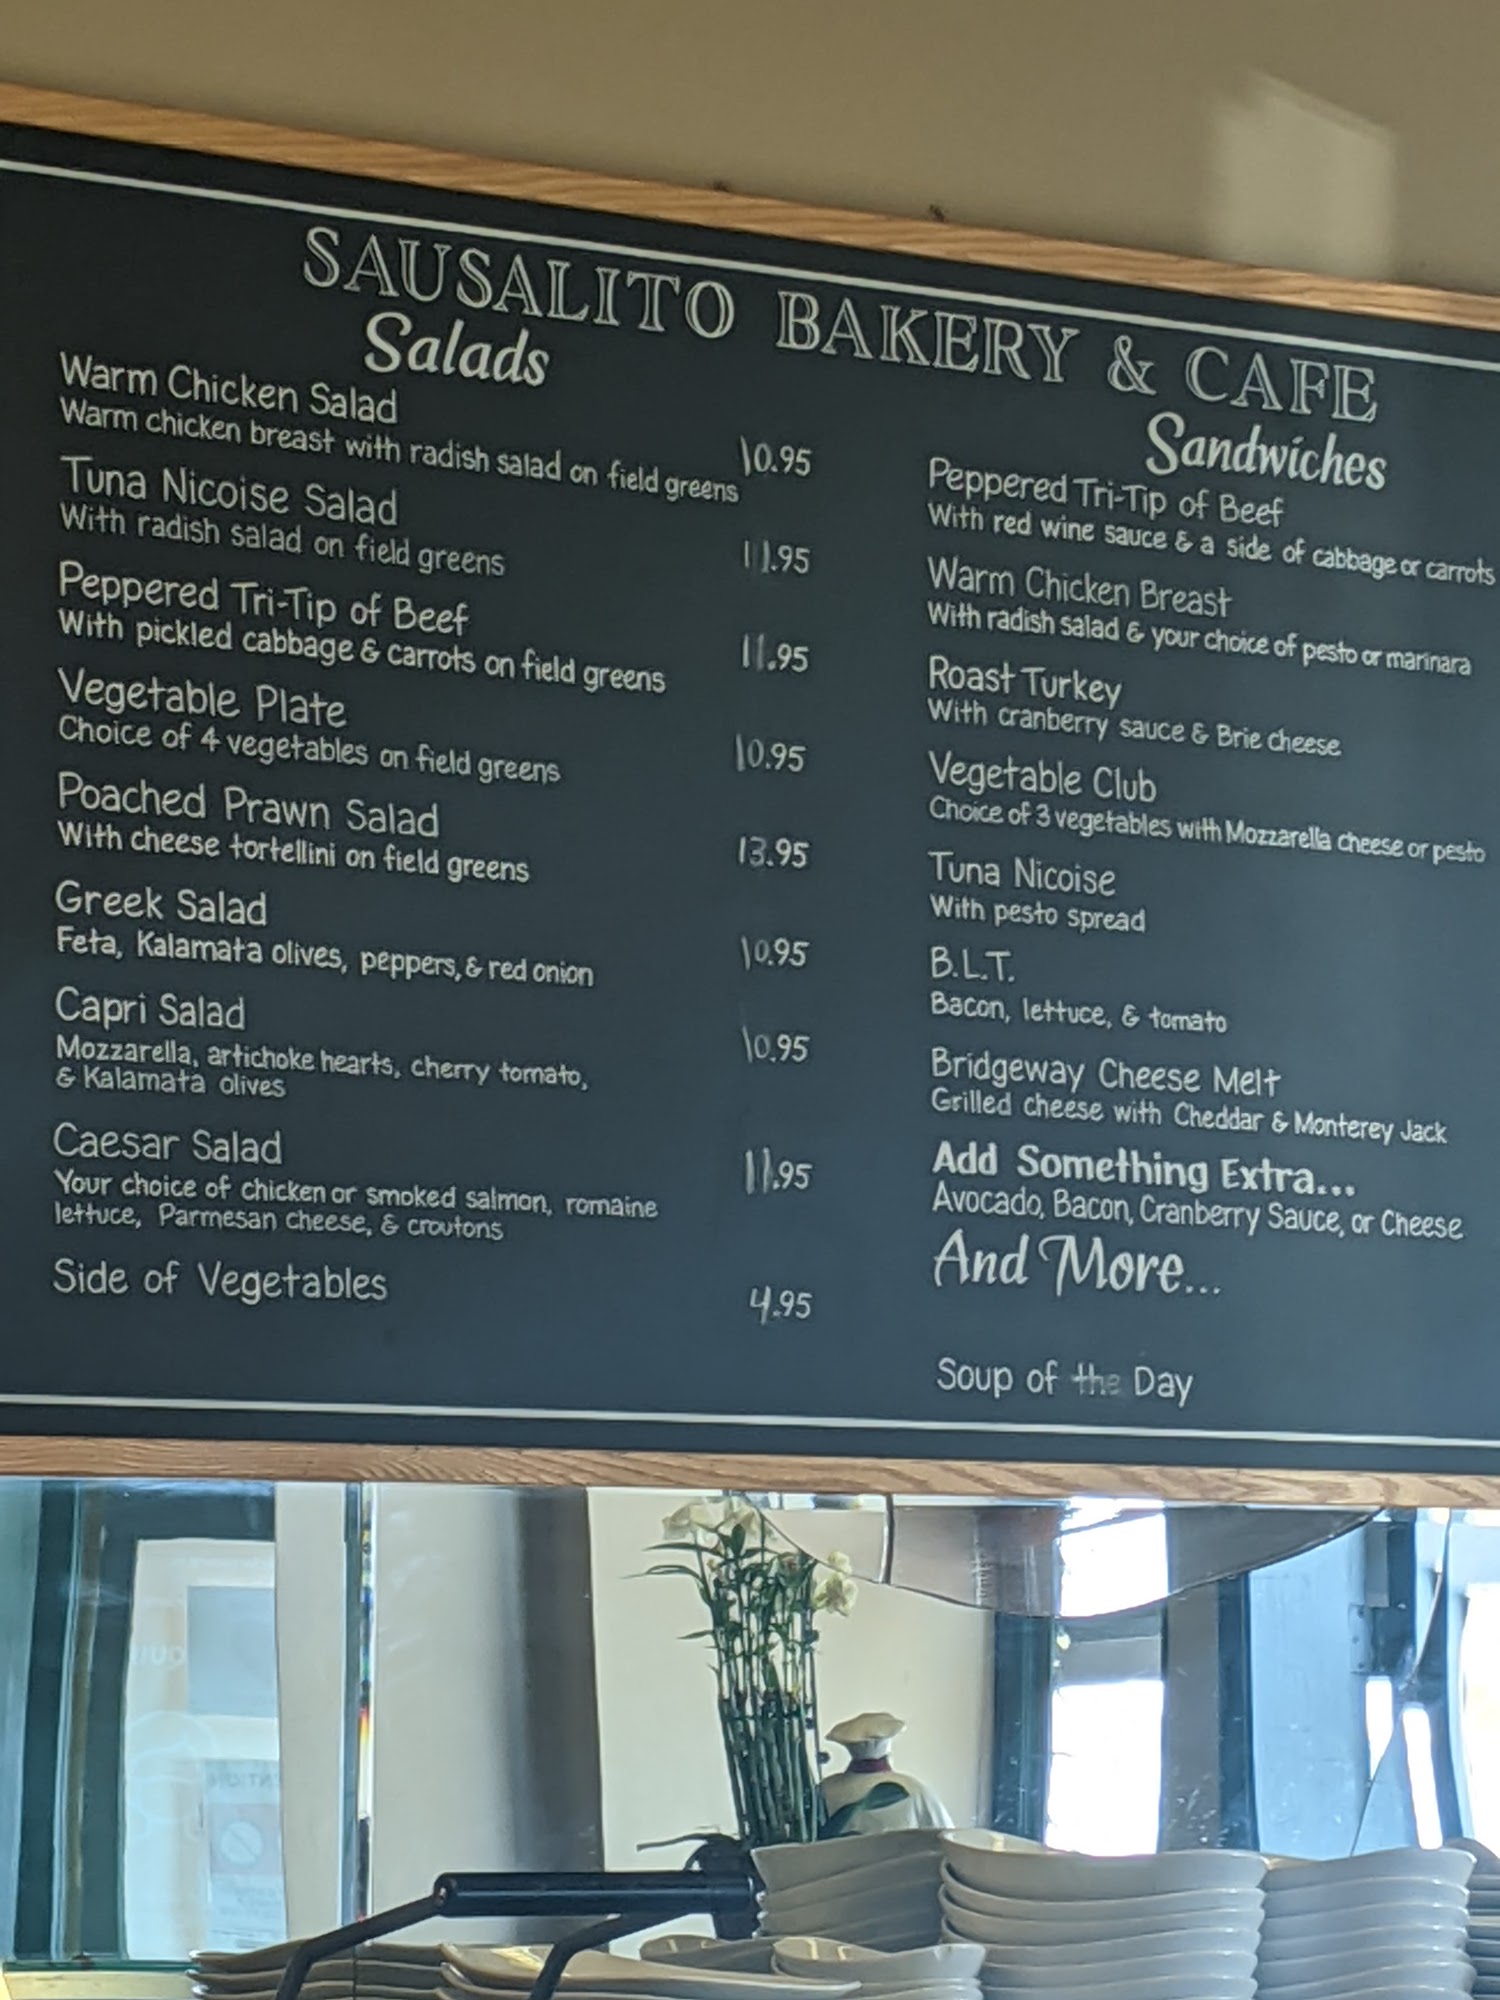 SAUSALITO BAKERY & CAFE
Salads
Warm Chicken Salad
Warm chicken breast with radish salad on field greens 10.95
Tuna Nicoise Salad
With radish salad on field greens 11.95
Peppered Tri-Tip of Beef
With pickled cabbage & carrots on field greens 11.95
Vegetable Plate
Choice of 4 vegetables on field greens 10.95
Poached Prawn Salad
With cheese tortellini on field greens 13.95
Greek Salad
Feta, Kalamata olives, peppers, & red onion 10.95
Capri Salad
Mozzarella, artichoke hearts, cherry tomato, 10.95
& Kalamata olives
Caesar Salad 11.95
Your choice of chicken or smoked salmon, romaine
lettuce, Parmesan cheese, & croutons
Side of Vegetables 4.95
Sandwiches
Peppered Tri-Tip of Beef
With red wine sauce & a side of cabbage or carrots
Warm Chicken Breast
With radish salad & your choice of pesto or marinara
Roast Turkey
With cranberry sauce & Brie cheese
Vegetable Club
Choice of 3 vegetables with Mozzarella cheese or pesto
Tuna Nicoise
With pesto spread
B.L.T.
Bacon, lettuce, & tomato
Bridgeway Cheese Melt
Grilled cheese with Cheddar & Monterey Jack
Add Something Extra...
Avocado, Bacon, Cranberry Sauce, or Cheese
And More...
Soup of the Day